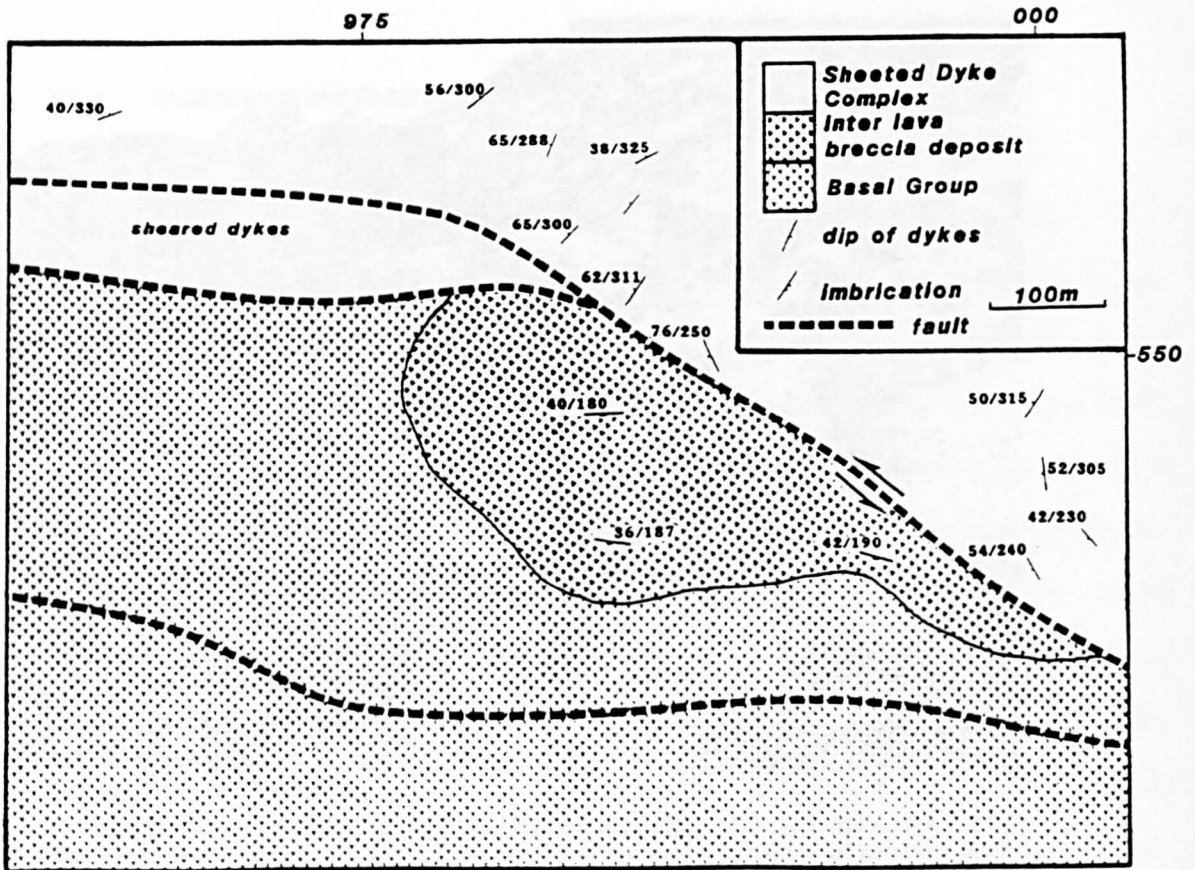 975
000
40/330
56/300
65/288
38/325
65/300
sheared dykes
62/311
76/250
40/180
36/187
42/190
50/315
52/305
42/230
54/240
550
Sheeted Dyke
Complex
Inter lava
breccia deposit
Basal Group
dip of dykes
imbrication
100m
fault